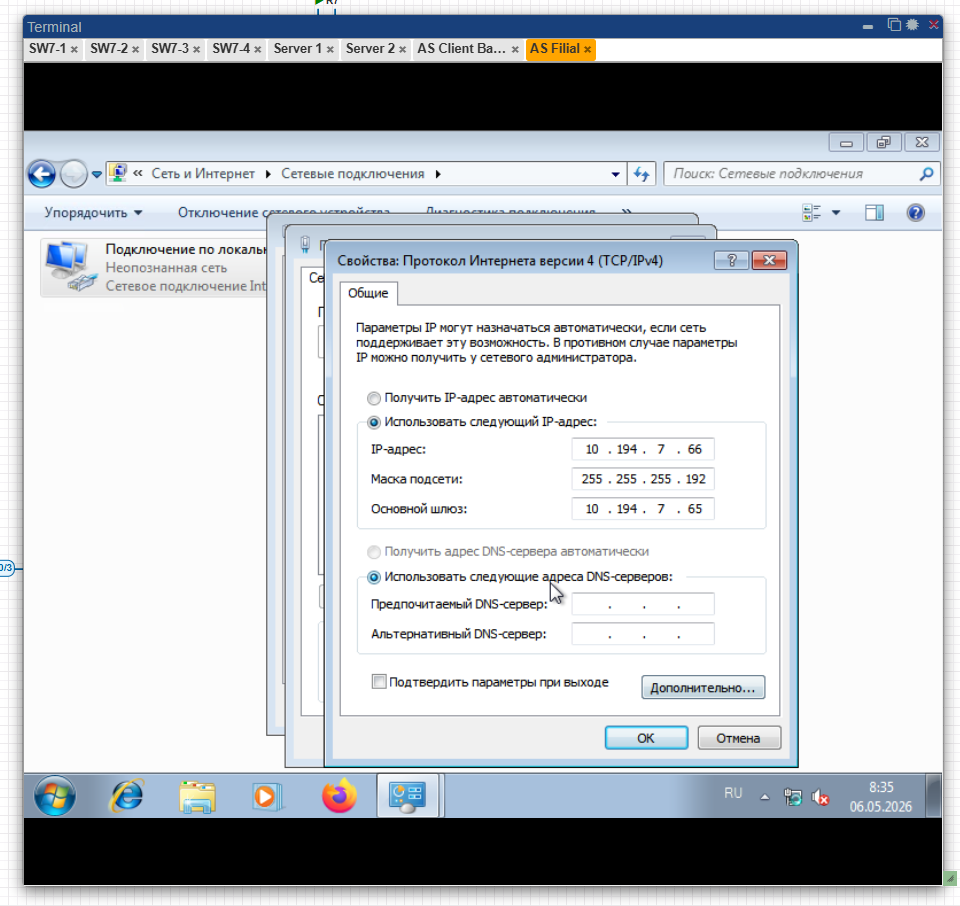 R7
Terminal
SW7-1 × SW7-2 × SW7-3 × SW7-4 × Server 1 × Server 2 × AS Client Ba... × AS Filial ×
« Сеть и Интернет ▸ Сетевые подключения ▸ Поиск: Сетевые подключения
Упорядочить ▾ Отключение сетевого устройства Диагностика подключения »
Подключение по локальн
Неопознанная сеть
Сетевое подключение Int
Се
Свойства: Протокол Интернета версии 4 (TCP/IPv4)
Общие
Параметры IP могут назначаться автоматически, если сеть
поддерживает эту возможность. В противном случае параметры
IP можно получить у сетевого администратора.
Получить IP-адрес автоматически
Использовать следующий IP-адрес:
IP-адрес: 10 . 194 . 7 . 66
Маска подсети: 255 . 255 . 255 . 192
Основной шлюз: 10 . 194 . 7 . 65
Получить адрес DNS-сервера автоматически
Использовать следующие адреса DNS-серверов:
Предпочитаемый DNS-сервер: . . .
Альтернативный DNS-сервер: . . .
Подтвердить параметры при выходе
Дополнительно...
OK Отмена
0/3
RU 8:35
06.05.2026